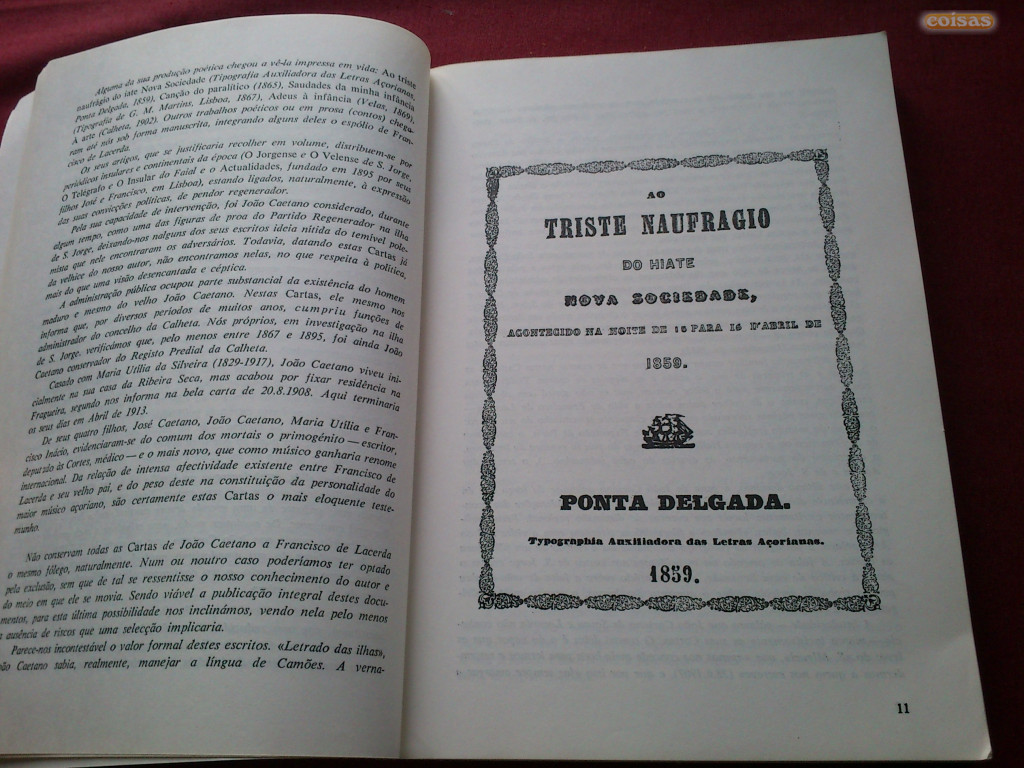 coisas
Alguma da sua produção poética chegou a vê-la impressa em vida: Ao triste
naufrágio do iate Nova Sociedade (Tipografia Auxiliadora das Letras Açorianas,
Ponta Delgada, 1859), Canção do paralítico (1865), Saudades da minha infância
(Tipografia de G. M. Martins, Lisboa, 1867), Adeus à infância (Velas, 1869),
À arte (Calheta, 1902). Outros trabalhos poéticos ou em prosa (contos) chega-
ram até nós sob forma manuscrita, integrando alguns deles o espólio de Fran-
cisco de Lacerda.
Os seus artigos, que se justificaria recolher em volume, distribuem-se por
periódicos insulares e continentais da época (O Jorgense e O Velense de S. Jorge,
O Telégrafo e O Insular do Faial e o Actualidades, fundado em 1895 por seus
filhos José e Francisco, em Lisboa), estando ligados, naturalmente, à expressão
das suas convicções políticas, de pendor regenerador.
Pela sua capacidade de intervenção, foi João Caetano considerado, durante
algum tempo, como uma das figuras de proa do Partido Regenerador na ilha
de S. Jorge, deixando-nos nalguns dos seus escritos ideia nítida do temível pole-
mista que nele encontraram os adversários. Todavia, datando estas Cartas já
da velhice do nosso autor, não encontramos nelas, no que respeita à política,
mais do que uma visão desencantada e céptica.
A administração pública ocupou parte substancial da existência do homem
maduro e mesmo do velho João Caetano. Nestas Cartas, ele mesmo nos
informa que, por diversos períodos de muitos anos, cumpriu funções de
administrador do concelho da Calheta. Nós próprios, em investigação na ilha
de S. Jorge, verificámos que, pelo menos entre 1867 e 1895, foi ainda João
Caetano conservador do Registo Predial da Calheta.
Casado com Maria Utília da Silveira (1829-1917), João Caetano viveu ini-
cialmente na sua casa da Ribeira Seca, mas acabou por fixar residência na
Fragueira, segundo nos informa na bela carta de 20.8.1908. Aqui terminaria
os seus dias em Abril de 1913.
De seus quatro filhos, José Caetano, João Caetano, Maria Utília e Fran-
cisco Inácio, evidenciaram-se do comum dos mortais o primogénito — escritor,
depurzão às Cortes, médico — e o mais novo, que como músico ganharia renome
internacional. Da relação de intensa afectividade existente entre Francisco de
Lacerda e seu velho pai, e do peso deste na constituição da personalidade do
maior músico açoriano, são certamente estas Cartas o mais eloquente teste-
munho.
Não conservam todas as Cartas de João Caetano a Francisco de Lacerda
o mesmo fôlego, naturalmente. Num ou noutro caso poderíamos ter optado
pela exclusão, sem que de tal se ressentisse o nosso conhecimento do autor e
do meio em que ele se movia. Sendo viável a publicação integral destes docu-
mentos, para esta última possibilidade nos inclinámos, vendo nela pelo menos
a ausência de riscos que uma selecção implicaria.
Parece-nos incontestável o valor formal destes escritos. «Letrado das ilhas»,
João Caetano sabia, realmente, manejar a língua de Camões. A verna-
AO
TRISTE NAUFRAGIO
DO HIATE
NOVA SOCIEDADE,
ACONTECIDO NA NOITE DE 15 PARA 16 D'ABRIL DE
1859.
PONTA DELGADA.
Typographia Auxiliadora das Letras Açorianas.
1859.
11